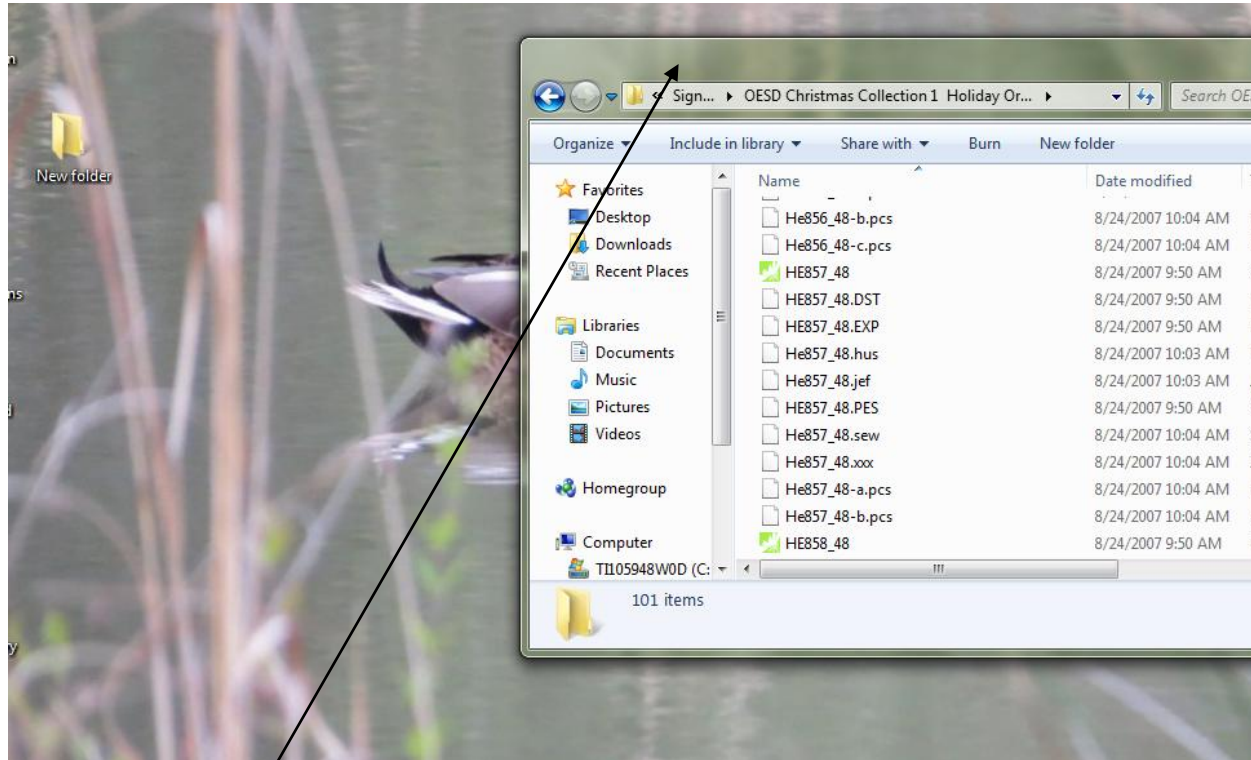 New folder
« Sign... ▸ OESD Christmas Collection 1 Holiday Or... ▸
Search OE
Organize Include in library Share with Burn New folder
Favorites
Desktop
Downloads
Recent Places
Libraries
Documents
Music
Pictures
Videos
Homegroup
Computer
TI105948W0D (C:
Name Date modified
He856_48-b.pcs 8/24/2007 10:04 AM
He856_48-c.pcs 8/24/2007 10:04 AM
HE857_48 8/24/2007 9:50 AM
HE857_48.DST 8/24/2007 9:50 AM
HE857_48.EXP 8/24/2007 9:50 AM
He857_48.hus 8/24/2007 10:03 AM
He857_48.jef 8/24/2007 10:03 AM
HE857_48.PES 8/24/2007 9:50 AM
He857_48.sew 8/24/2007 10:04 AM
He857_48.xxx 8/24/2007 10:04 AM
He857_48-a.pcs 8/24/2007 10:04 AM
He857_48-b.pcs 8/24/2007 10:04 AM
HE858_48 8/24/2007 9:50 AM
101 items